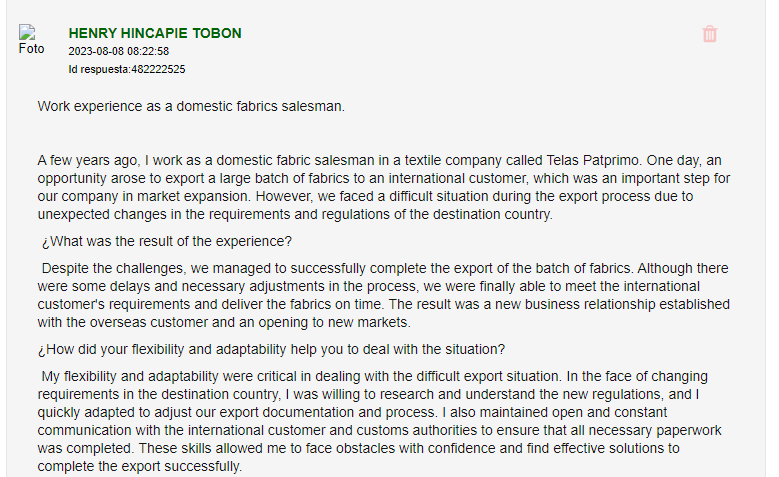 HENRY HINCAPIE TOBON
Foto
2023-08-08 08:22:58
Id respuesta:482222525
Work experience as a domestic fabrics salesman.
A few years ago, I work as a domestic fabric salesman in a textile company called Telas Patprimo. One day, an
opportunity arose to export a large batch of fabrics to an international customer, which was an important step for
our company in market expansion. However, we faced a difficult situation during the export process due to
unexpected changes in the requirements and regulations of the destination country.
¿What was the result of the experience?
Despite the challenges, we managed to successfully complete the export of the batch of fabrics. Although there
were some delays and necessary adjustments in the process, we were finally able to meet the international
customer's requirements and deliver the fabrics on time. The result was a new business relationship established
with the overseas customer and an opening to new markets.
¿How did your flexibility and adaptability help you to deal with the situation?
My flexibility and adaptability were critical in dealing with the difficult export situation. In the face of changing
requirements in the destination country, I was willing to research and understand the new regulations, and I
quickly adapted to adjust our export documentation and process. I also maintained open and constant
communication with the international customer and customs authorities to ensure that all necessary paperwork
was completed. These skills allowed me to face obstacles with confidence and find effective solutions to
complete the export successfully.